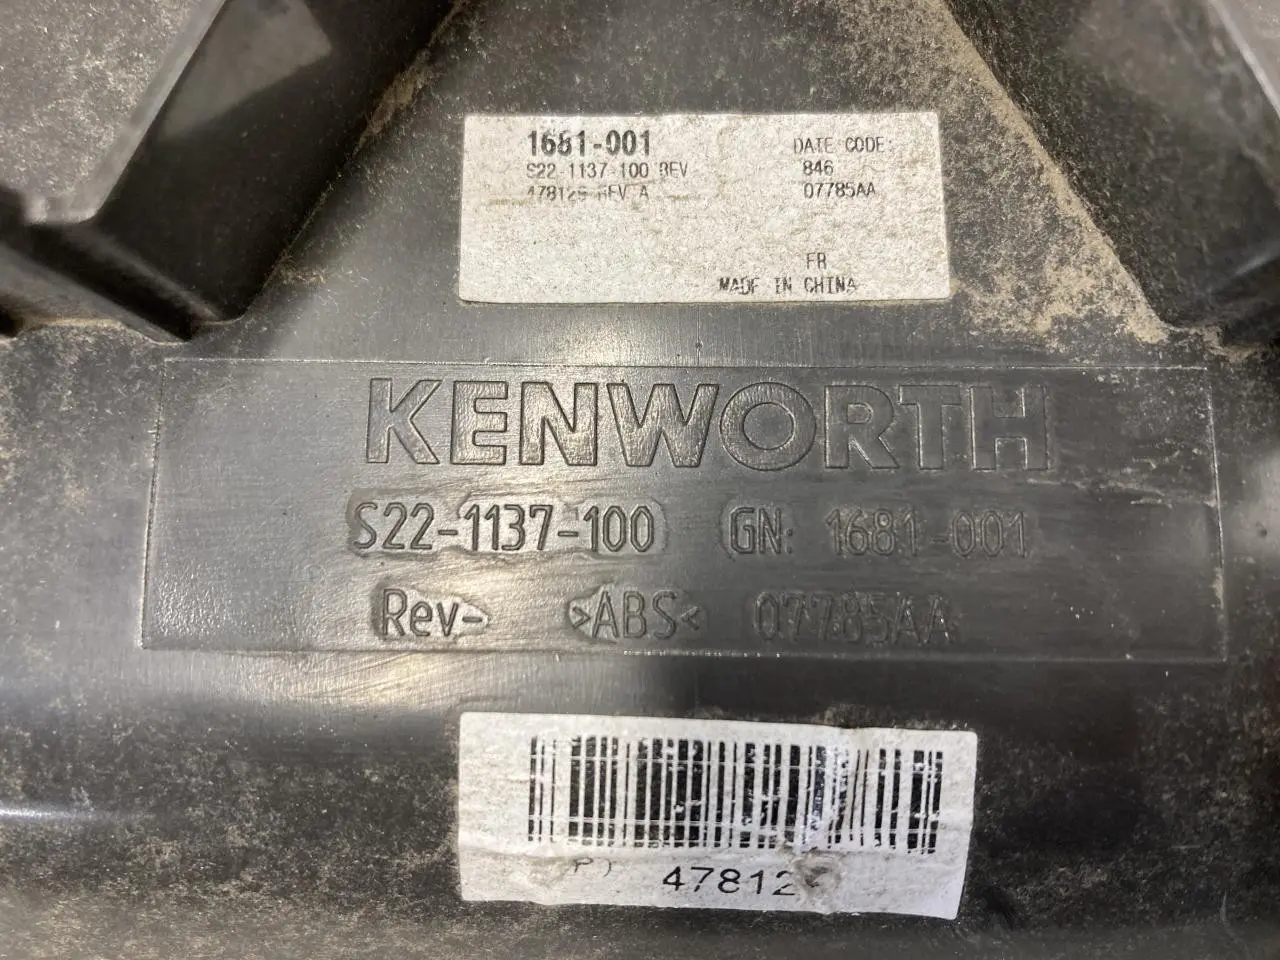 1681-001
DATE CODE:
S22-1137-100 REV
846
REV A
07785AA
FR
MADE IN CHINA
KENWORTH
S22-1137-100 GN: 1681-001
Rev- >ABS< 07785AA
(P)